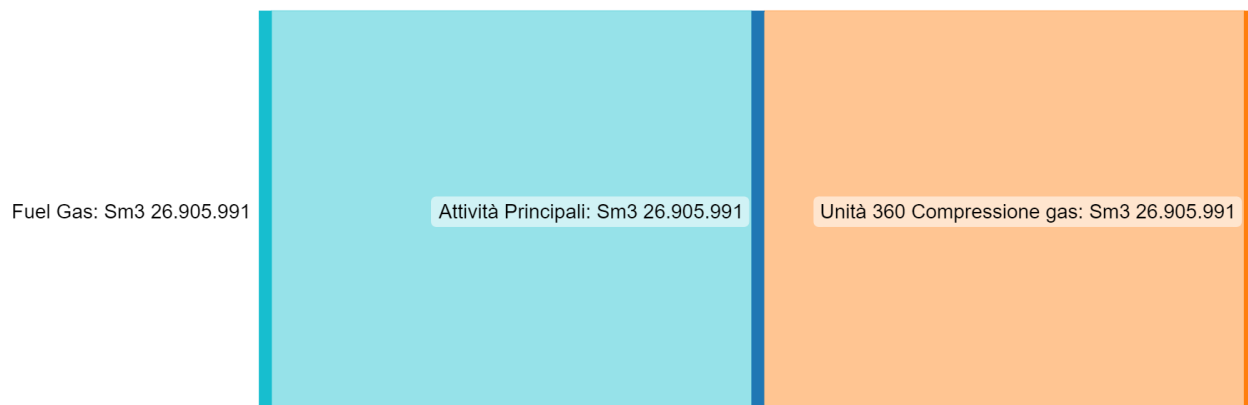 Fuel Gas: Sm3 26.905.991
Attività Principali: Sm3 26.905.991
Unità 360 Compressione gas: Sm3 26.905.991